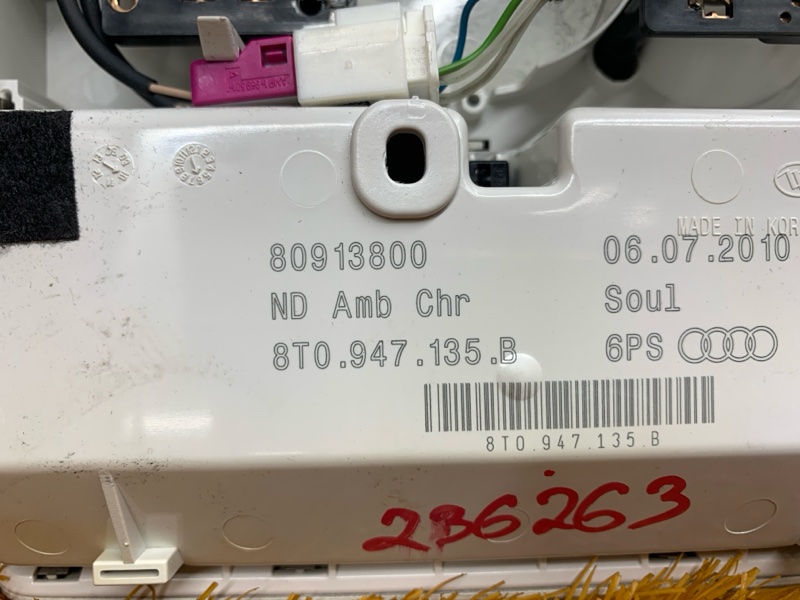 MADE IN KOR
80913800 06.07.2010
ND Amb Chr Soul
8T0.947.135.B 6PS
8T0.947.135.B
236263